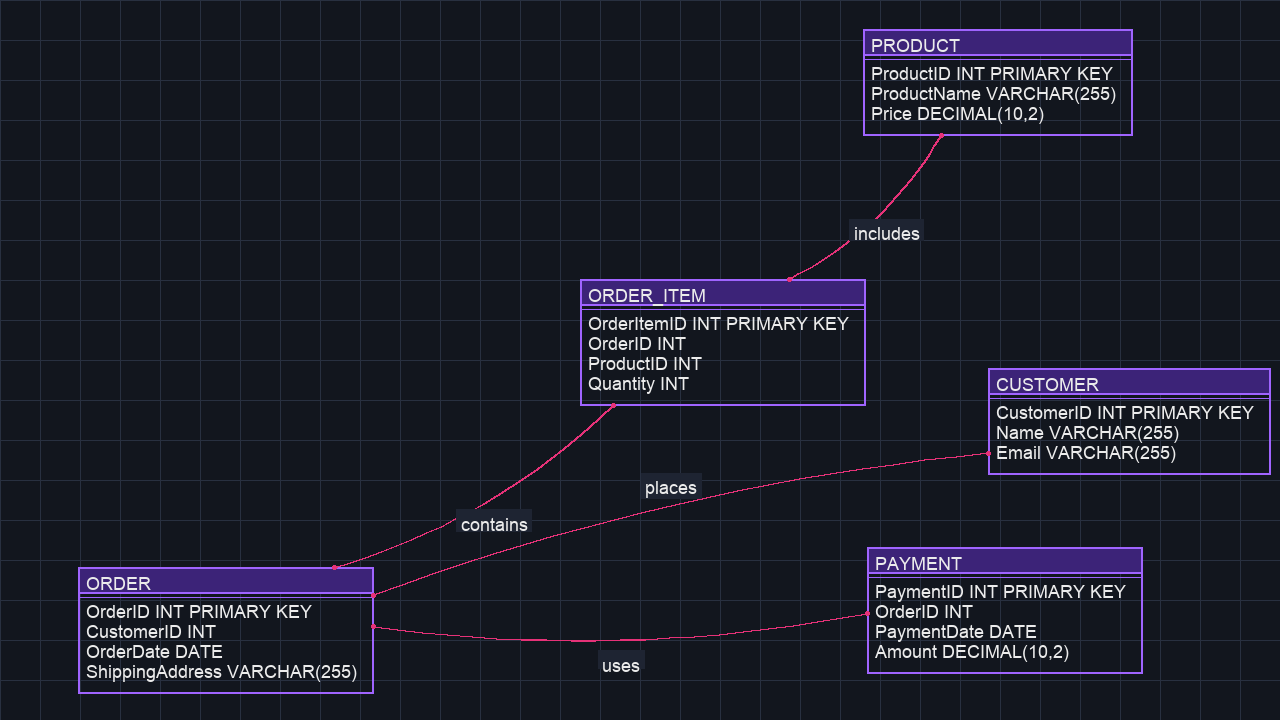 PRODUCT
ProductID INT PRIMARY KEY
ProductName VARCHAR(255)
Price DECIMAL(10,2)
includes
ORDER_ITEM
OrderItemID INT PRIMARY KEY
OrderID INT
ProductID INT
Quantity INT
CUSTOMER
CustomerID INT PRIMARY KEY
Name VARCHAR(255)
Email VARCHAR(255)
places
contains
ORDER
OrderID INT PRIMARY KEY
CustomerID INT
OrderDate DATE
ShippingAddress VARCHAR(255)
PAYMENT
PaymentID INT PRIMARY KEY
OrderID INT
PaymentDate DATE
Amount DECIMAL(10,2)
uses